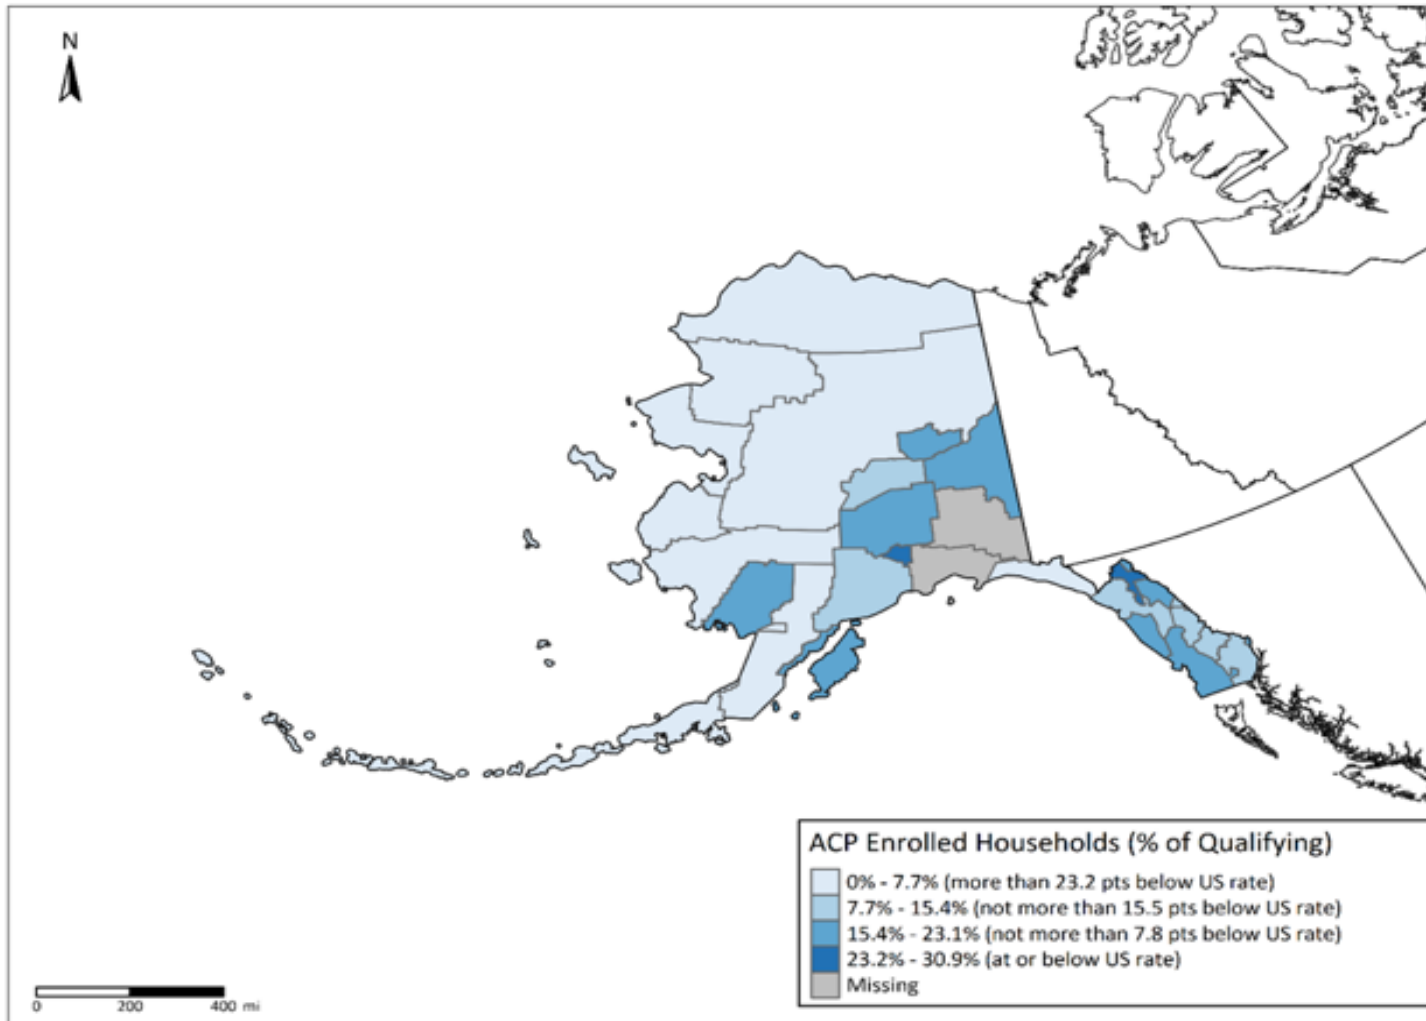 N
ACP Enrolled Households (% of Qualifying)
0% - 7.7% (more than 23.2 pts below US rate)
7.7% - 15.4% (not more than 15.5 pts below US rate)
15.4% - 23.1% (not more than 7.8 pts below US rate)
23.2% - 30.9% (at or below US rate)
Missing
0 200 400 mi